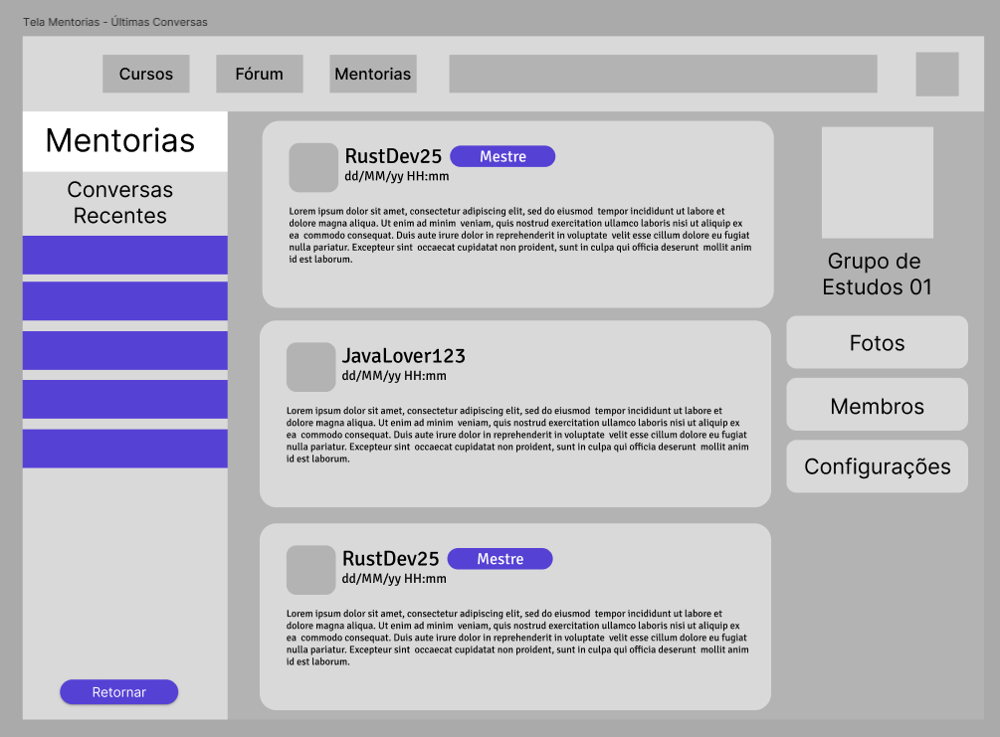 Tela Mentorias - Últimas Conversas
Cursos
Fórum
Mentorias
Mentorias
Conversas
Recentes
Retornar
RustDev25
Mestre
dd/MM/yy HH:mm
Lorem ipsum dolor sit amet, consectetur adipiscing elit, sed do eiusmod tempor incididunt ut labore et
dolore magna aliqua. Ut enim ad minim veniam, quis nostrud exercitation ullamco laboris nisi ut aliquip ex
ea commodo consequat. Duis aute irure dolor in reprehenderit in voluptate velit esse cillum dolore eu fugiat
nulla pariatur. Excepteur sint occaecat cupidatat non proident, sunt in culpa qui officia deserunt mollit anim
id est laborum.
JavaLover123
dd/MM/yy HH:mm
Lorem ipsum dolor sit amet, consectetur adipiscing elit, sed do eiusmod tempor incididunt ut labore et
dolore magna aliqua. Ut enim ad minim veniam, quis nostrud exercitation ullamco laboris nisi ut aliquip ex
ea commodo consequat. Duis aute irure dolor in reprehenderit in voluptate velit esse cillum dolore eu fugiat
nulla pariatur. Excepteur sint occaecat cupidatat non proident, sunt in culpa qui officia deserunt mollit anim
id est laborum.
RustDev25
Mestre
dd/MM/yy HH:mm
Lorem ipsum dolor sit amet, consectetur adipiscing elit, sed do eiusmod tempor incididunt ut labore et
dolore magna aliqua. Ut enim ad minim veniam, quis nostrud exercitation ullamco laboris nisi ut aliquip ex
ea commodo consequat. Duis aute irure dolor in reprehenderit in voluptate velit esse cillum dolore eu fugiat
nulla pariatur. Excepteur sint occaecat cupidatat non proident, sunt in culpa qui officia deserunt mollit anim
id est laborum.
Grupo de
Estudos 01
Fotos
Membros
Configurações